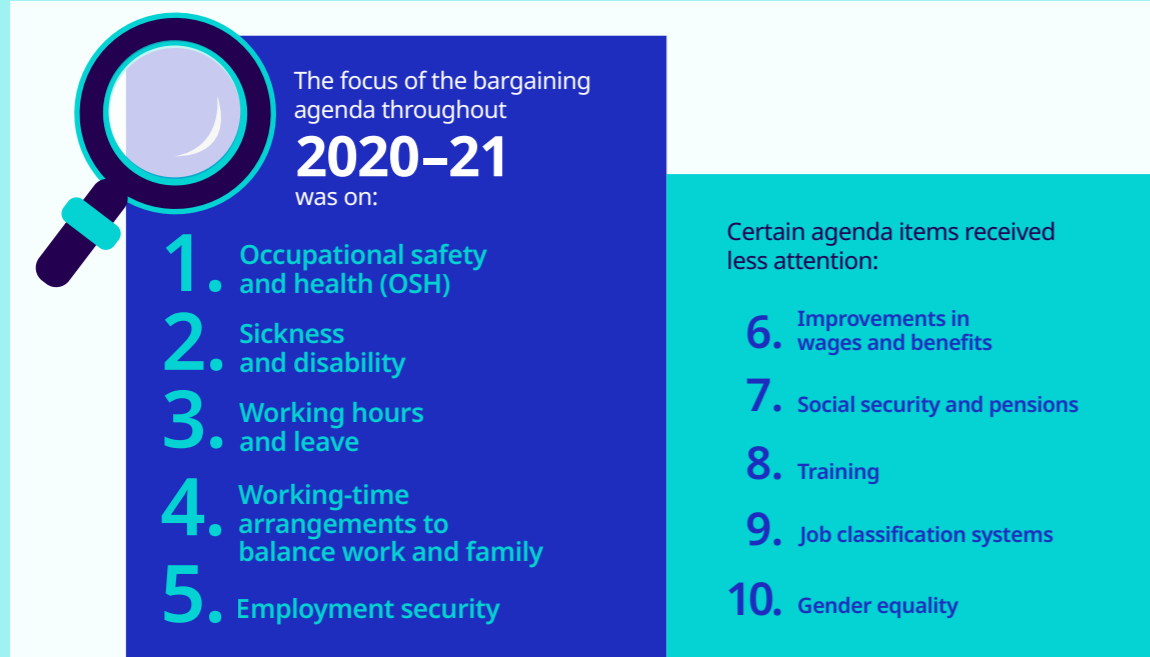 The focus of the bargaining
agenda throughout
2020–21
was on:
1. Occupational safety
and health (OSH)
2. Sickness
and disability
3. Working hours
and leave
4. Working-time
arrangements to
balance work and family
5. Employment security
Certain agenda items received
less attention:
6. Improvements in
wages and benefits
7. Social security and pensions
8. Training
9. Job classification systems
10. Gender equality